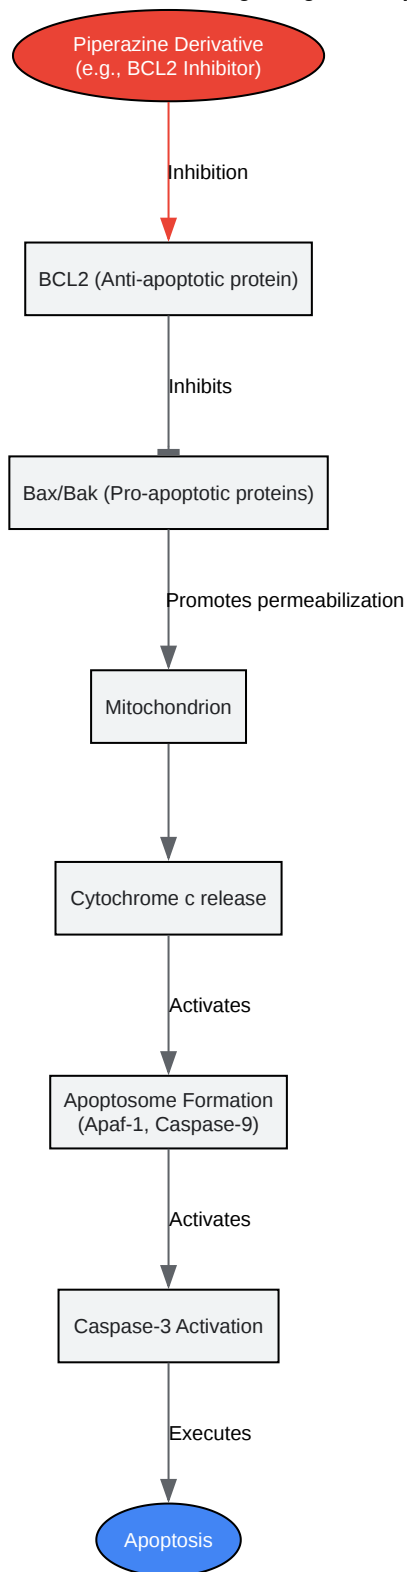 Piperazine Derivative
(e.g., BCL2 Inhibitor)
Inhibition
BCL2 (Anti-apoptotic protein)
Inhibits
Bax/Bak (Pro-apoptotic proteins)
Promotes permeabilization
Mitochondrion
Cytochrome c release
Activates
Apoptosome Formation
(Apaf-1, Caspase-9)
Activates
Caspase-3 Activation
Executes
Apoptosis